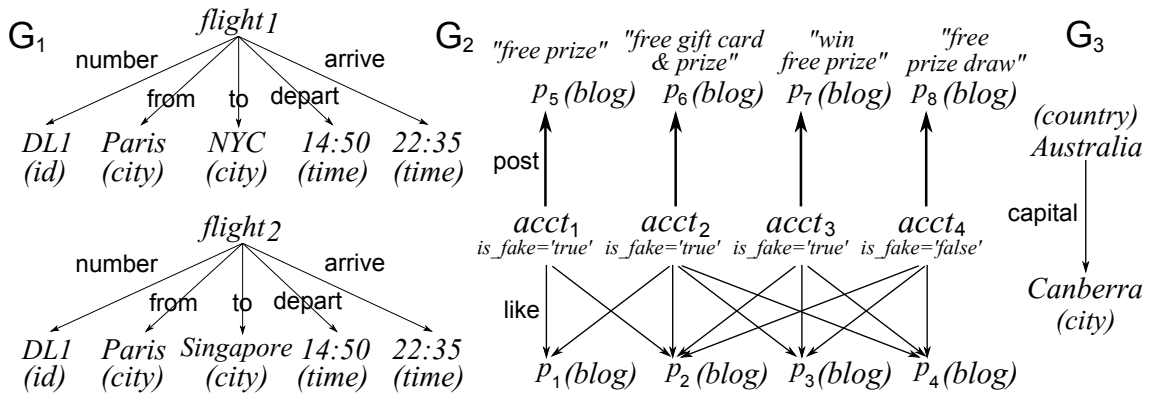 G1
flight1
number
arrive
from
to
depart
DL1 Paris NYC 14:50 22:35
(id) (city) (city) (time) (time)
flight2
number
arrive
from
to
depart
DL1 Paris Singapore 14:50 22:35
(id) (city) (city) (time) (time)
G2
"free prize"
"free gift card
& prize"
"win
free prize"
"free
prize draw"
p5 (blog) p6 (blog) p7 (blog) p8 (blog)
post
acct1 acct2 acct3 acct4
is_fake='true' is_fake='true' is_fake='true' is_fake='false'
like
p1 (blog) p2 (blog) p3 (blog) p4 (blog)
G3
(country)
Australia
capital
Canberra
(city)